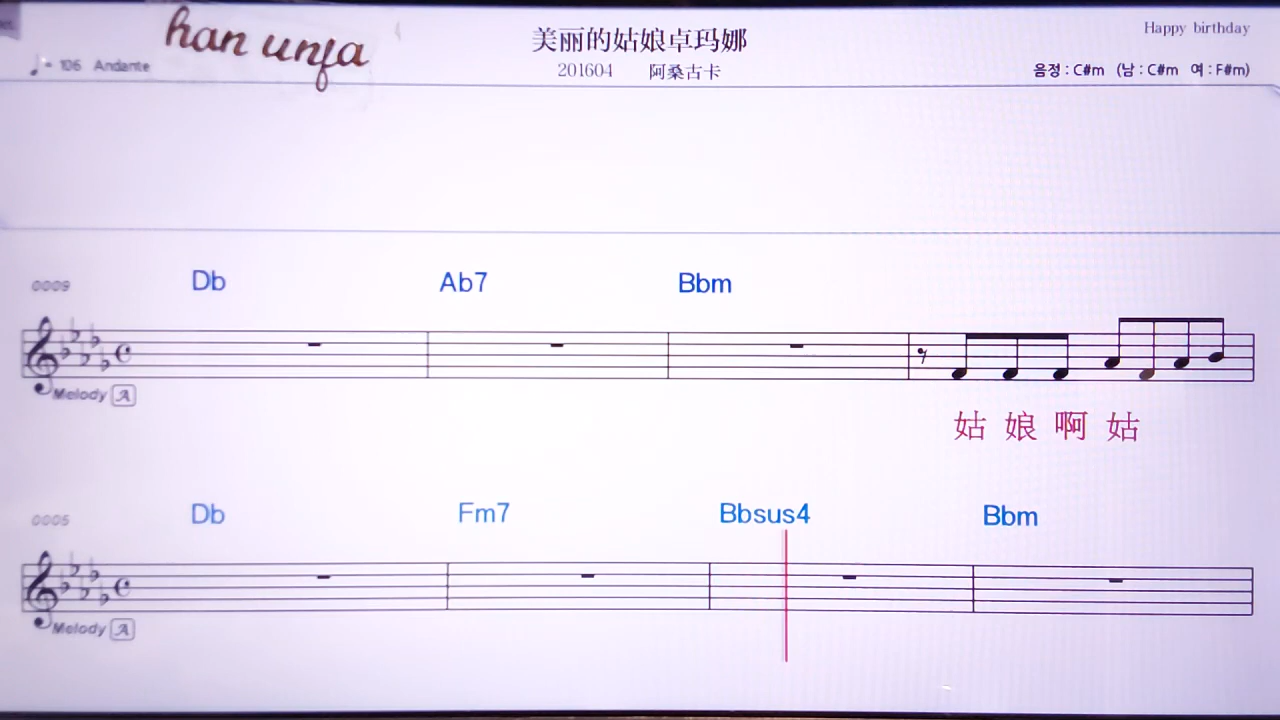 han unfa
美丽的姑娘卓玛娜
Happy birthday
♩= 106 Andante
201604 阿桑古卡
음정 : C#m (남 : C#m 여 : F#m)
0009 Db Ab7 Bbm
Melody A
姑 娘 啊 姑
0005 Db Fm7 Bbsus4 Bbm
Melody A